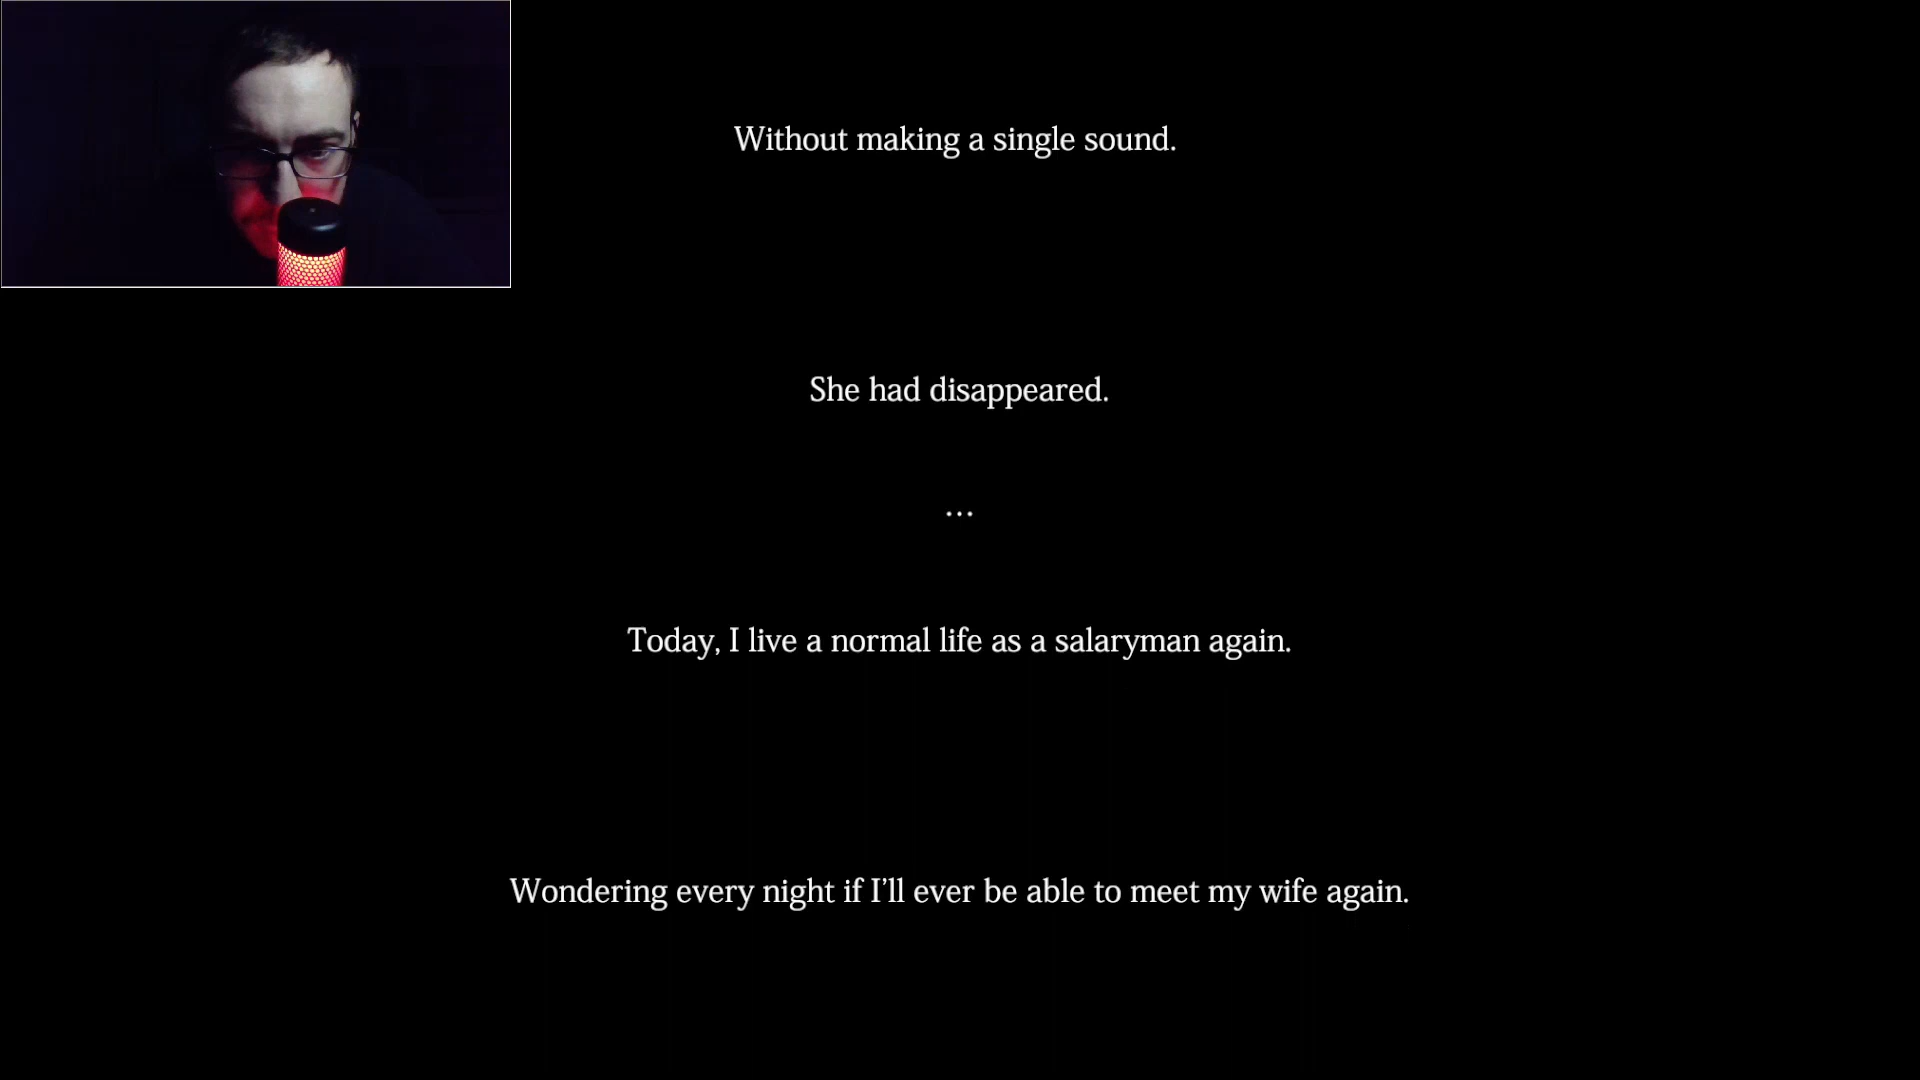 Without making a single sound.
She had disappeared.
...
Today, I live a normal life as a salaryman again.
Wondering every night if I’ll ever be able to meet my wife again.